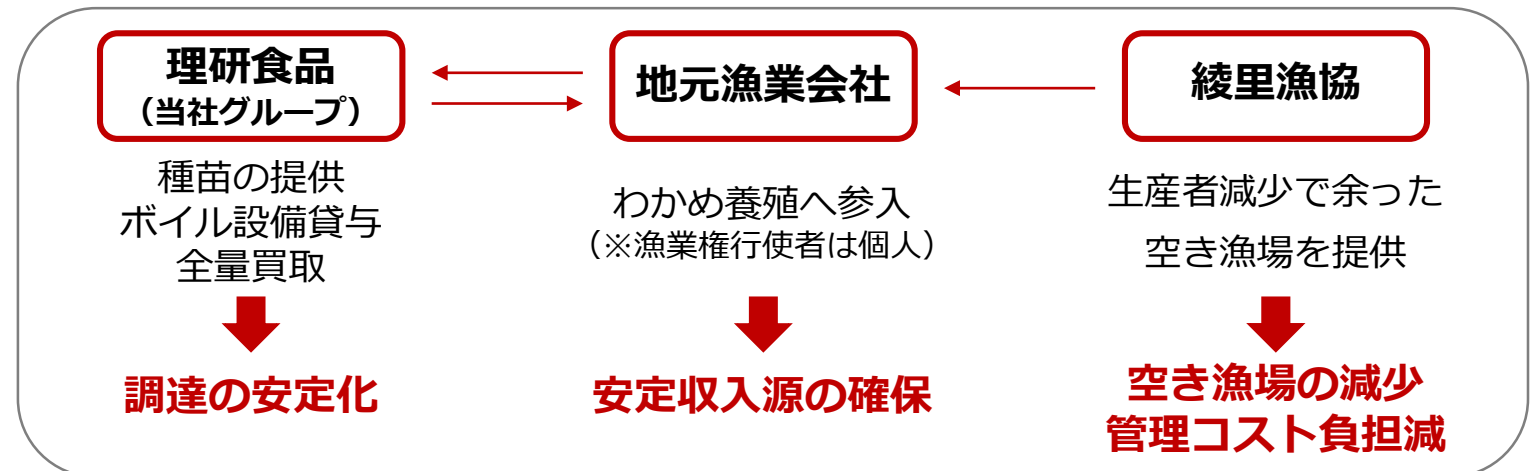 理研食品
（当社グループ）
種苗の提供
ボイル設備貸与
全量買取
調達の安定化
地元漁業会社
わかめ養殖へ参入
（※漁業権行使者は個人）
安定収入源の確保
綾里漁協
生産者減少で余った
空き漁場を提供
空き漁場の減少
管理コスト負担減